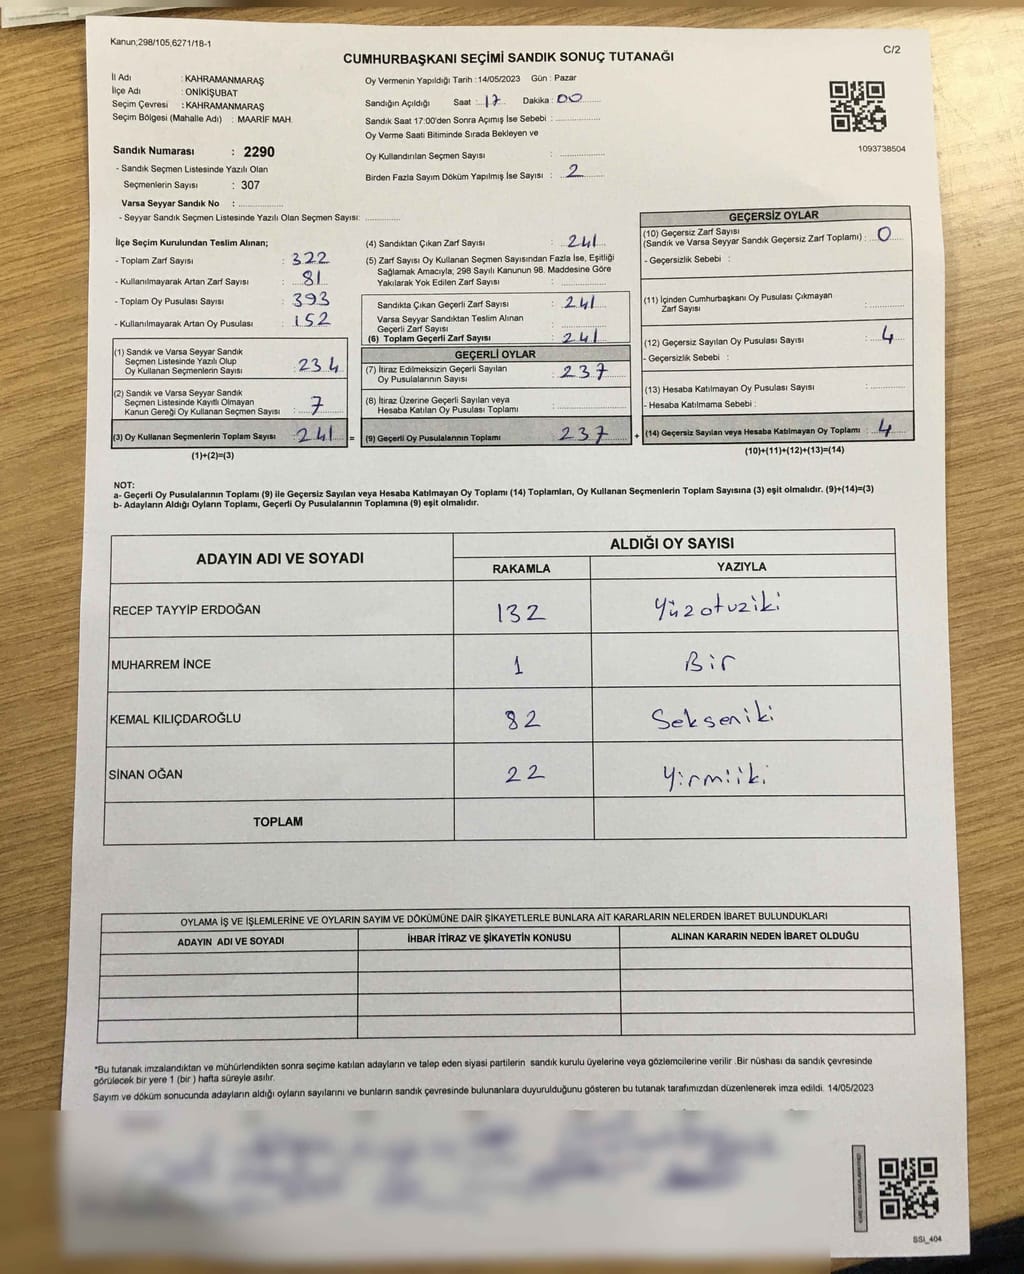 Kanun;298/105,6271/18-1
C/2
CUMHURBAŞKANI SEÇİMİ SANDIK SONUÇ TUTANAĞI
İl Adı : KAHRAMANMARAŞ
İlçe Adı : ONİKİŞUBAT
Seçim Çevresi : KAHRAMANMARAŞ
Seçim Bölgesi (Mahalle Adı) : MAARİF MAH.
Sandık Numarası : 2290
- Sandık Seçmen Listesinde Yazılı Olan
Seçmenlerin Sayısı : 307
Varsa Seyyar Sandık No : ..............
- Seyyar Sandık Seçmen Listesinde Yazılı Olan Seçmen Sayısı: ............
Oy Vermenin Yapıldığı Tarih :14/05/2023 Gün : Pazar
Sandığın Açıldığı Saat : 17 Dakika : 00
Sandık Saat 17:00'den Sonra Açımış İse Sebebi : ..............
Oy Verme Saati Bitiminde Sırada Bekleyen ve
Oy Kullandırılan Seçmen Sayısı : ..............
Birden Fazla Sayım Döküm Yapılmış İse Sayısı : 2
1093738504
İlçe Seçim Kurulundan Teslim Alınan;
- Toplam Zarf Sayısı : 322
- Kullanılmayarak Artan Zarf Sayısı : 81
- Toplam Oy Pusulası Sayısı : 393
- Kullanılmayarak Artan Oy Pusulası : 152
(1) Sandık ve Varsa Seyyar Sandık
Seçmen Listesinde Yazılı Olup
Oy Kullanan Seçmenlerin Sayısı : 234
(2) Sandık ve Varsa Seyyar Sandık
Seçmen Listesinde Kayıtlı Olmayan
Kanun Gereği Oy Kullanan Seçmen Sayısı : 7
(3) Oy Kullanan Seçmenlerin Toplam Sayısı : 241 =
(1)+(2)=(3)
(4) Sandıktan Çıkan Zarf Sayısı : 241
(5) Zarf Sayısı Oy Kullanan Seçmen Sayısından Fazla İse, Eşitliği
Sağlamak Amacıyla; 298 Sayılı Kanunun 98. Maddesine Göre
Yakılarak Yok Edilen Zarf Sayısı : ..............
Sandıkta Çıkan Geçerli Zarf Sayısı : 241
Varsa Seyyar Sandıktan Teslim Alınan
Geçerli Zarf Sayısı : ..............
(6) Toplam Geçerli Zarf Sayısı : 241
GEÇERLİ OYLAR
(7) İtiraz Edilmeksizin Geçerli Sayılan
Oy Pusulalarının Sayısı : 237
(8) İtiraz Üzerine Geçerli Sayılan veya
Hesaba Katılan Oy Pusulası Toplamı : ..............
(9) Geçerli Oy Pusulalarının Toplamı : 237 +
GEÇERSİZ OYLAR
(10) Geçersiz Zarf Sayısı
(Sandık ve Varsa Seyyar Sandık Geçersiz Zarf Toplamı) : 0
- Geçersizlik Sebebi :
(11) İçinden Cumhurbaşkanı Oy Pusulası Çıkmayan
Zarf Sayısı : ............
(12) Geçersiz Sayılan Oy Pusulası Sayısı : 4
- Geçersizlik Sebebi :
(13) Hesaba Katılmayan Oy Pusulası Sayısı : ............
- Hesaba Katılmama Sebebi :
(14) Geçersiz Sayılan veya Hesaba Katılmayan Oy Toplamı : 4
(10)+(11)+(12)+(13)=(14)
NOT:
a- Geçerli Oy Pusulalarının Toplamı (9) ile Geçersiz Sayılan veya Hesaba Katılmayan Oy Toplamı (14) Toplamları, Oy Kullanan Seçmenlerin Toplam Sayısına (3) eşit olmalıdır. (9)+(14)=(3)
b- Adayların Aldığı Oyların Toplamı, Geçerli Oy Pusulalarının Toplamına (9) eşit olmalıdır.
ADAYIN ADI VE SOYADI ALDIĞI OY SAYISI
RAKAMLA YAZIYLA
RECEP TAYYİP ERDOĞAN 132 Yüzotuziki
MUHARREM İNCE 1 Bir
KEMAL KILIÇDAROĞLU 82 Sekseniki
SİNAN OĞAN 22 Yirmiiki
TOPLAM
OYLAMA İŞ VE İŞLEMLERİNE VE OYLARIN SAYIM VE DÖKÜMÜNE DAİR ŞİKAYETLERLE BUNLARA AİT KARARLARIN NELERDEN İBARET BULUNDUKLARI
ADAYIN ADI VE SOYADI İHBAR İTİRAZ VE ŞİKAYETİN KONUSU ALINAN KARARIN NEDEN İBARET OLDUĞU
*Bu tutanak imzalandıktan ve mühürlendikten sonra seçime katılan adayların ve talep eden siyasi partilerin sandık kurulu üyelerine veya gözlemcilerine verilir .Bir nüshası da sandık çevresinde
görülecek bir yere 1 (bir ) hafta süreyle asılır.
Sayım ve döküm sonucunda adayların aldığı oyların sayılarını ve bunların sandık çevresinde bulunanlara duyurulduğunu gösteren bu tutanak tarafımızdan düzenlenerek imza edildi. 14/05/2023
SSI_404